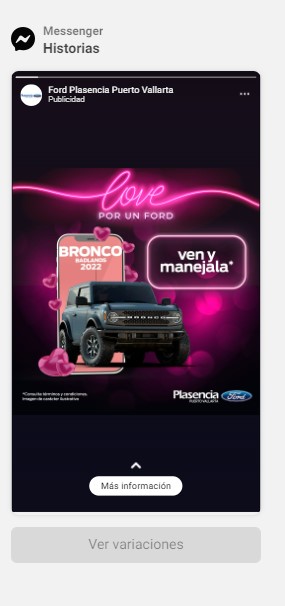 Messenger
Historias
Ford Plasencia Puerto Vallarta
Publicidad
love
POR UN FORD
BRONCO
BADLANDS
2022
ven y
manejála*
*Consulta términos y condiciones.
Imagen de carácter ilustrativo
Plasencia
PUERTO VALLARTA
Ford
Más información
Ver variaciones